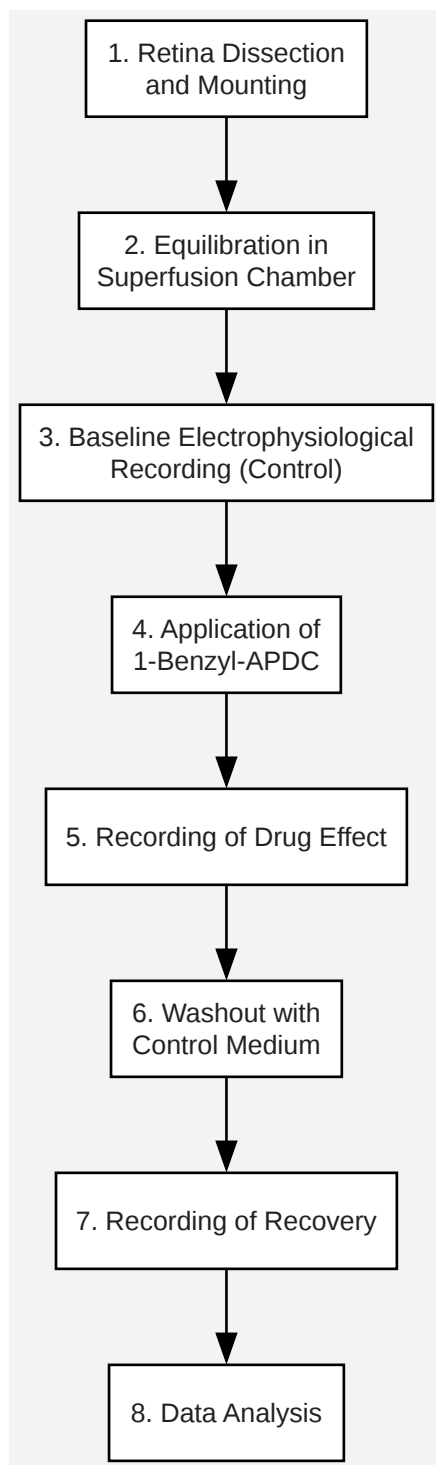 1. Retina Dissection
and Mounting
2. Equilibration in
Superfusion Chamber
3. Baseline Electrophysiological
Recording (Control)
4. Application of
1-Benzyl-APDC
5. Recording of Drug Effect
6. Washout with
Control Medium
7. Recording of Recovery
8. Data Analysis